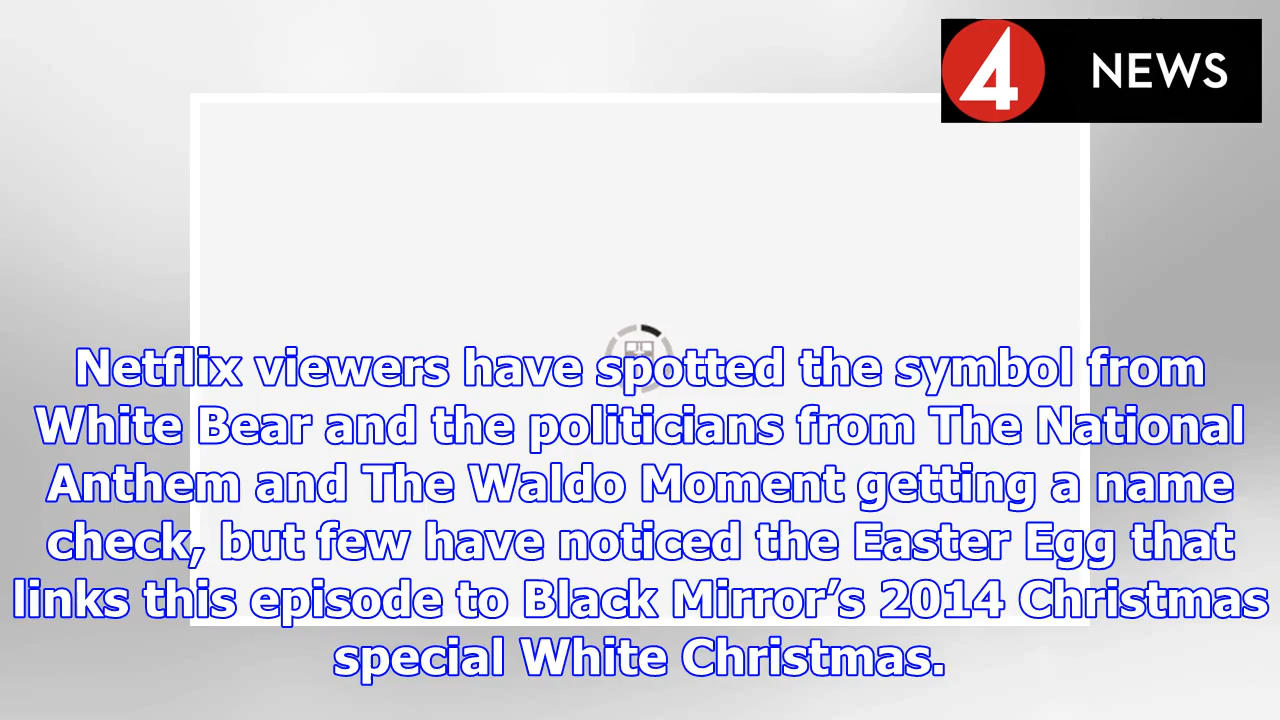 4 NEWS
Netflix viewers have spotted the symbol from
White Bear and the politicians from The National
Anthem and The Waldo Moment getting a name
check, but few have noticed the Easter Egg that
links this episode to Black Mirror’s 2014 Christmas
special White Christmas.